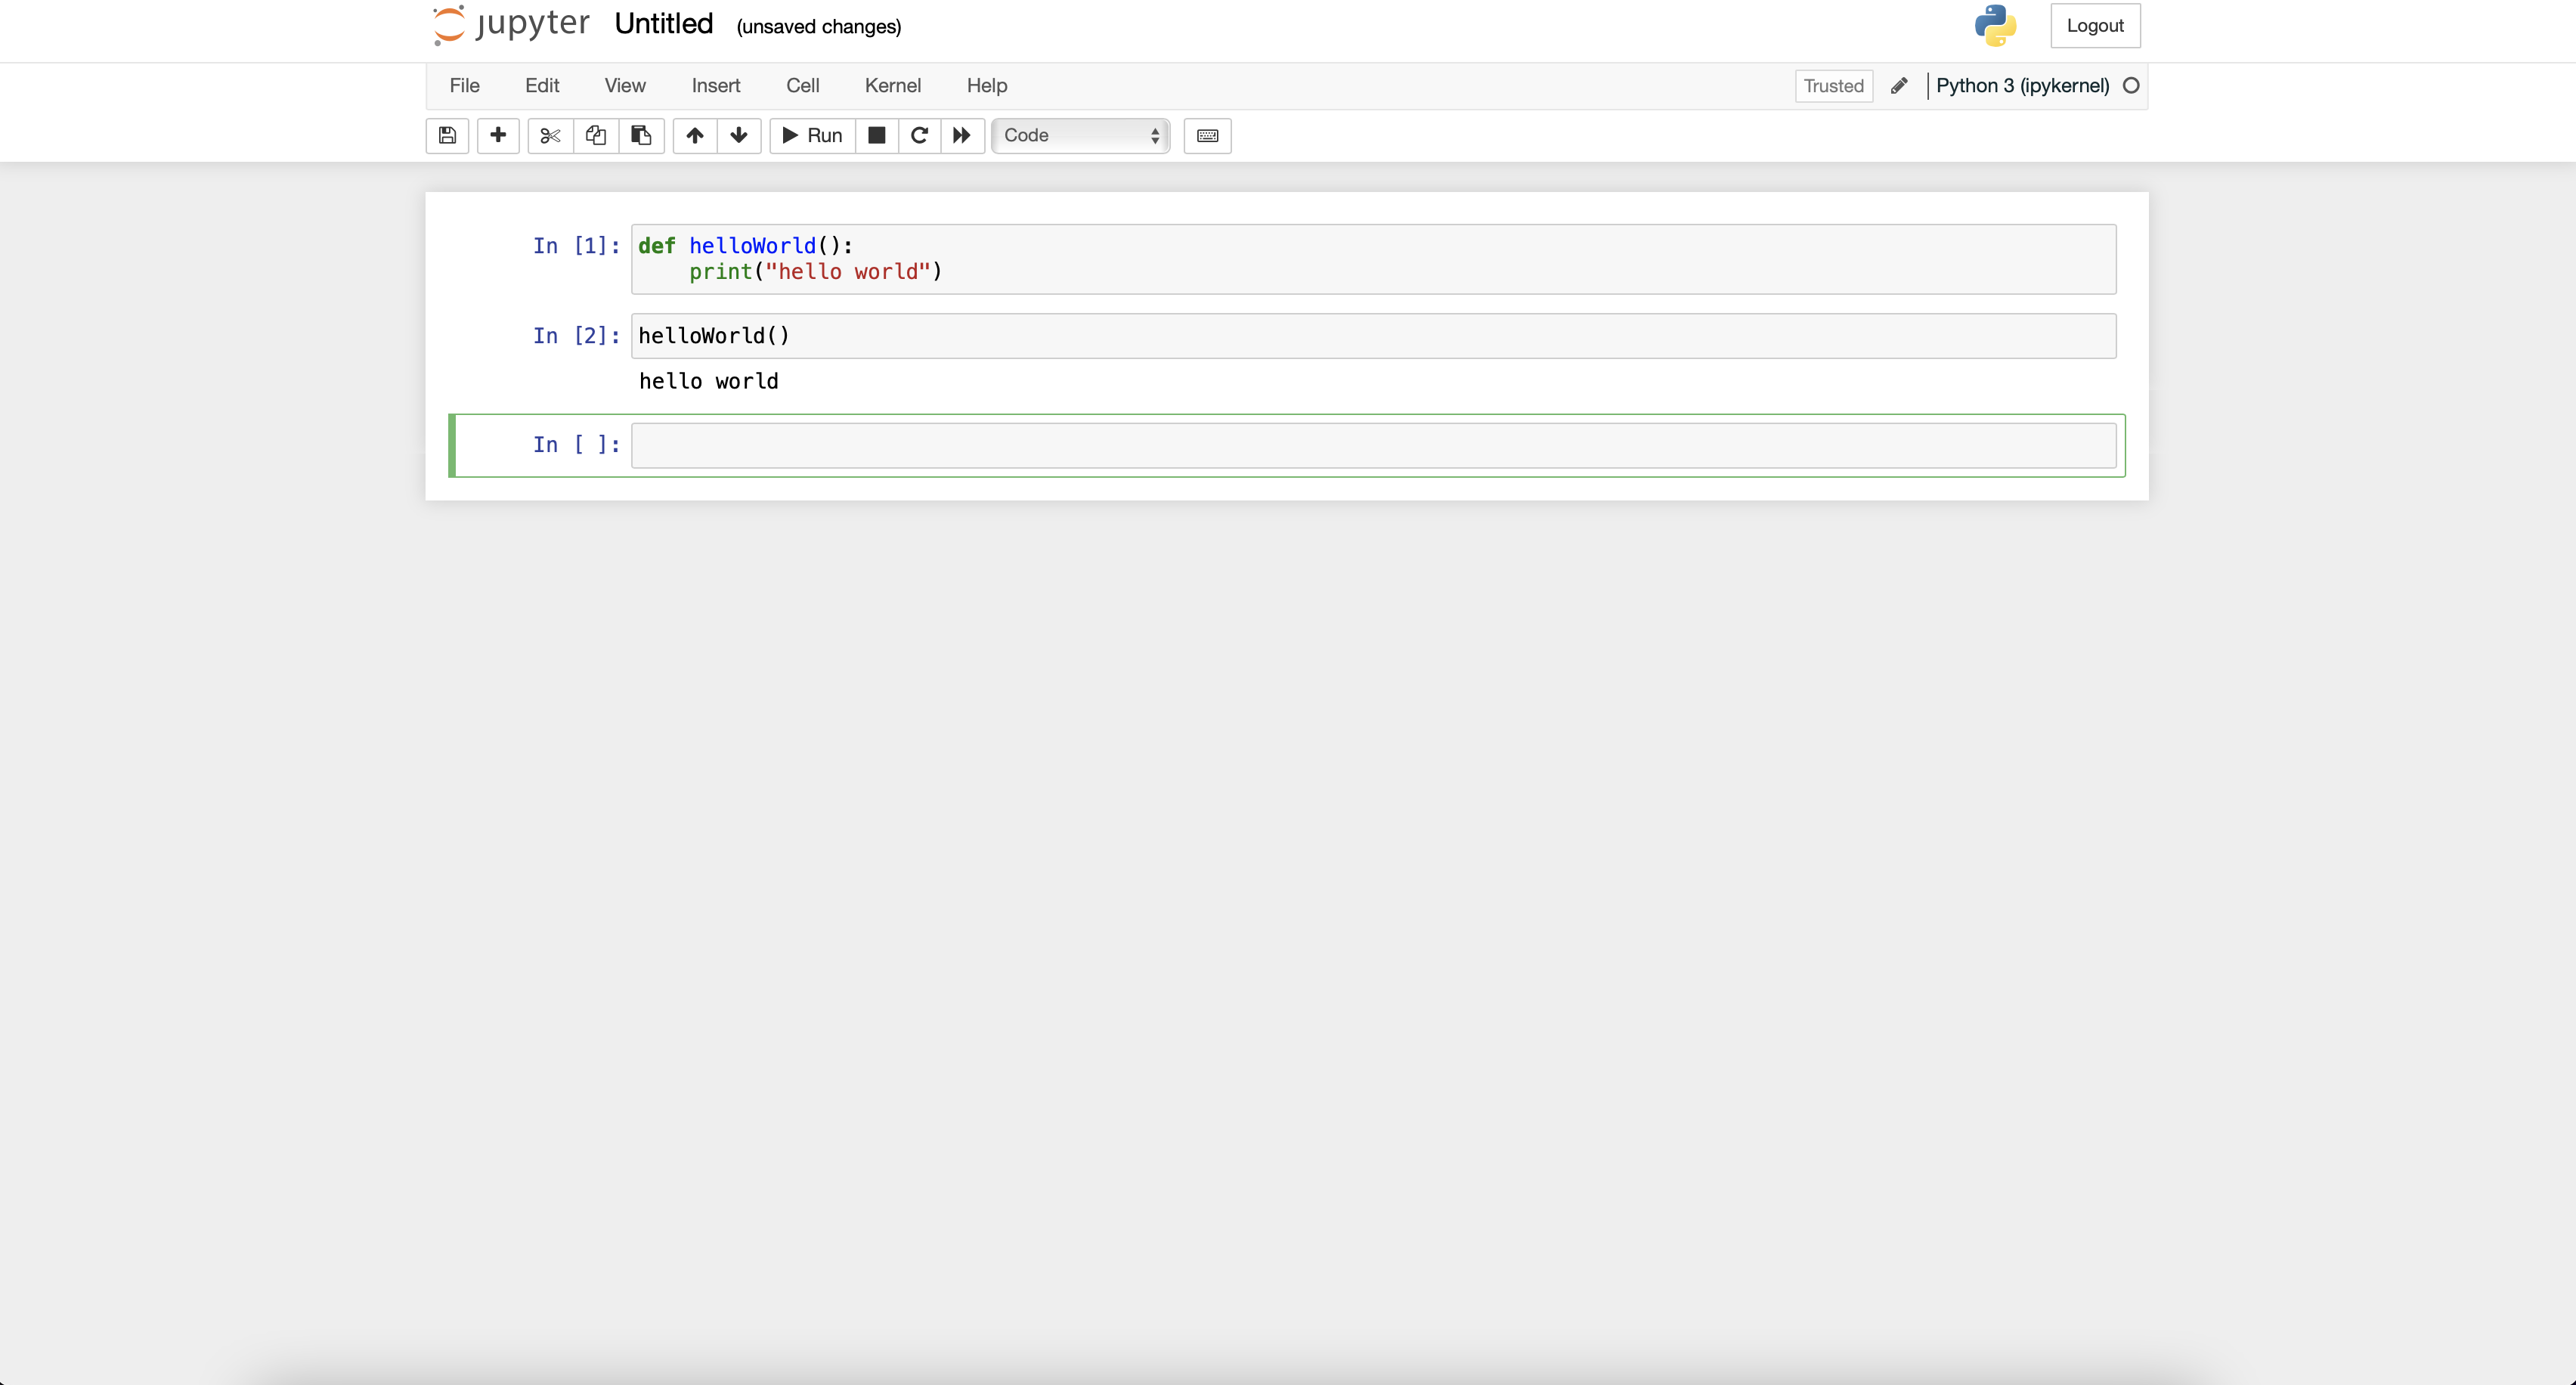 jupyter Untitled (unsaved changes) Logout
File Edit View Insert Cell Kernel Help Trusted Python 3 (ipykernel)
Run Code
In [1]: def helloWorld():
    print("hello world")
In [2]: helloWorld()
hello world
In [ ]: